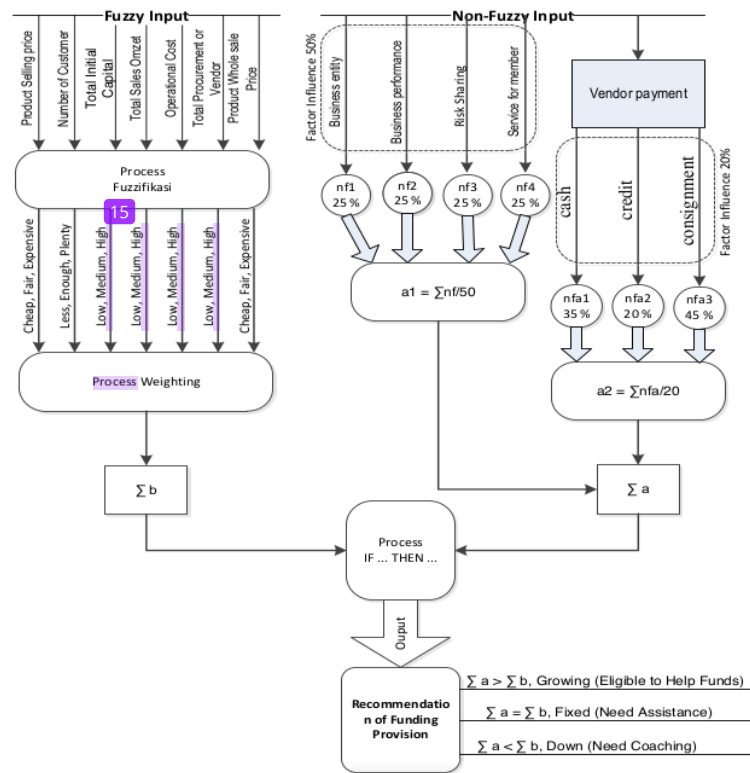 Fuzzy Input
Non-Fuzzy Input
Product Selling price
Number of Customer
Total Initial
Capital
Total Sales Omzet
Operational Cost
Total Procurement or
Vendor
Product Whole sale
Price
Factor Influence 50%
Business entity
Business performance
Risk Sharing
Service for member
Vendor payment
Process
Fuzzifikasi
15
nf1
25 %
nf2
25 %
nf3
25 %
nf4
25 %
cash
credit
consignment
Factor Influence 20%
Cheap, Fair, Expensive
Less, Enough, Plenty
Low, Medium, High
Low, Medium, High
Low, Medium, High
Low, Medium, High
Cheap, Fair, Expensive
a1 = ∑nf/50
nfa1
35 %
nfa2
20 %
nfa3
45 %
Process Weighting
a2 = ∑nfa/20
∑ b
∑ a
Process
IF ... THEN ...
Ouput
Recommendatio
n of Funding
Provision
∑ a > ∑ b, Growing (Eligible to Help Funds)
∑ a = ∑ b, Fixed (Need Assistance)
∑ a < ∑ b, Down (Need Coaching)